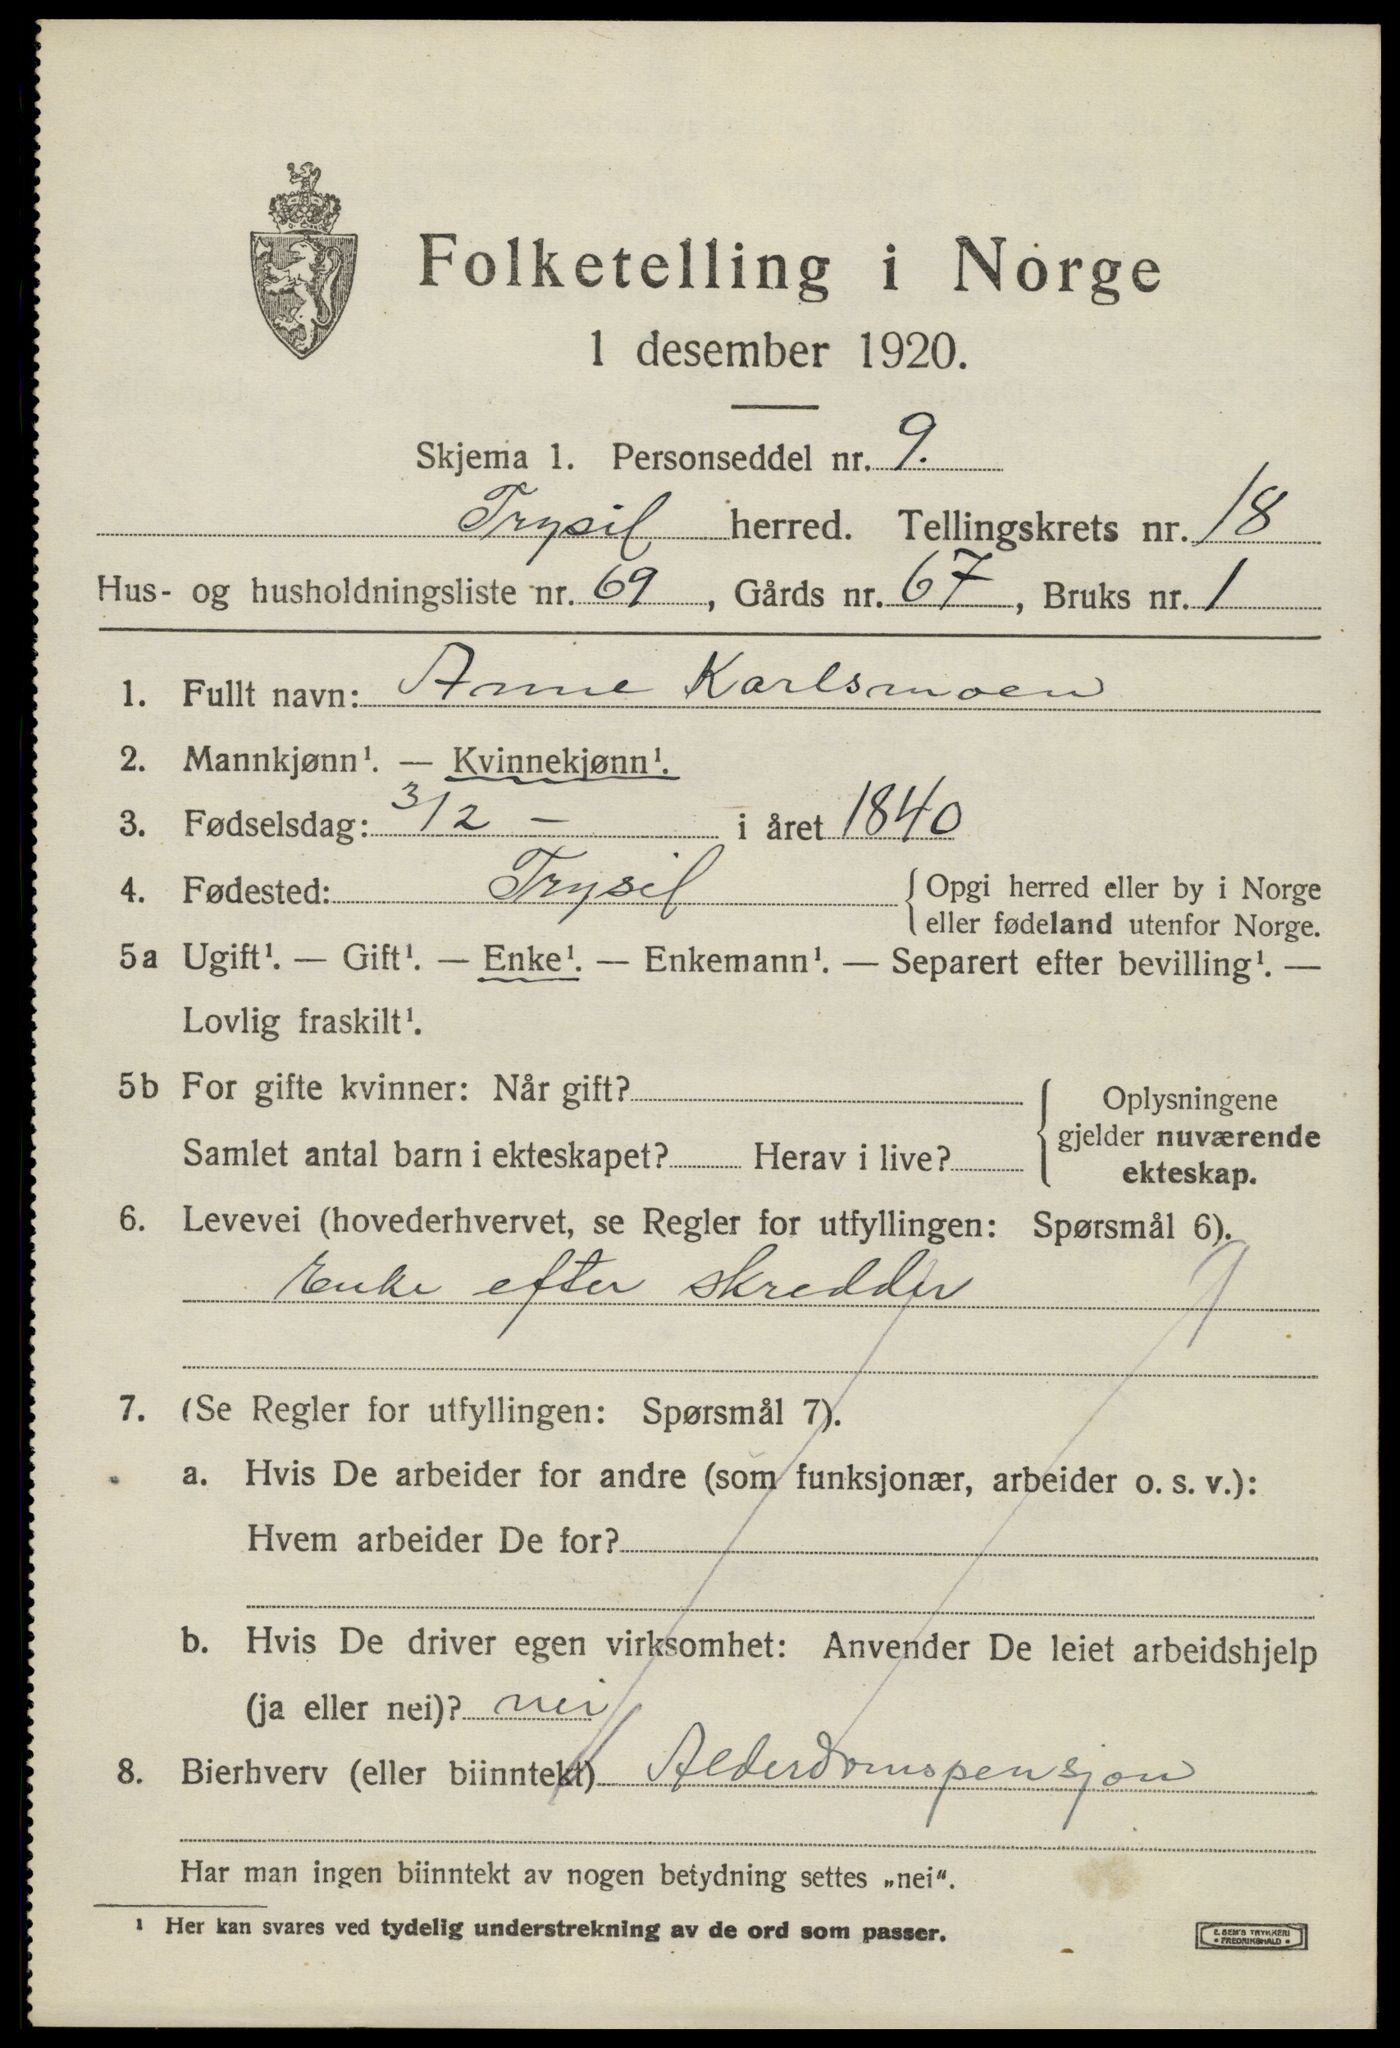 Folketelling i Norge
1 desember 1920.
Skjema 1. Personseddel nr. 9.
Trysil herred. Tellingskrets nr. 18
Hus- og husholdningsliste nr. 69, Gårds nr. 67, Bruks nr. 1
1. Fullt navn: Anne Karlsmoen
2. Mannkjønn¹. — Kvinnekjønn¹.
3. Fødselsdag: 3/2 — i året 1840
4. Fødested: Trysil {Opgi herred eller by i Norge
eller fødeland utenfor Norge.
5a Ugift¹. — Gift¹. — Enke¹. — Enkemann¹. — Separert efter bevilling¹. —
Lovlig fraskilt¹.
5b For gifte kvinner: Når gift? { Oplysningene
gjelder nuværende
Samlet antal barn i ekteskapet? Herav i live?
ekteskap.
6. Levevei (hovederhvervet, se Regler for utfyllingen: Spørsmål 6).
Enke efter skredder
7. (Se Regler for utfyllingen: Spørsmål 7).
a. Hvis De arbeider for andre (som funksjonær, arbeider o. s. v.):
Hvem arbeider De for?
b. Hvis De driver egen virksomhet: Anvender De leiet arbeidshjelp
(ja eller nei)? nei
8. Bierhverv (eller biinntekt) Alderdomspensjon
Har man ingen biinntekt av nogen betydning settes „nei“.
¹ Her kan svares ved tydelig understrekning av de ord som passer.
E. SEM'S TRYKKERI
• FREDRIKSHALD •